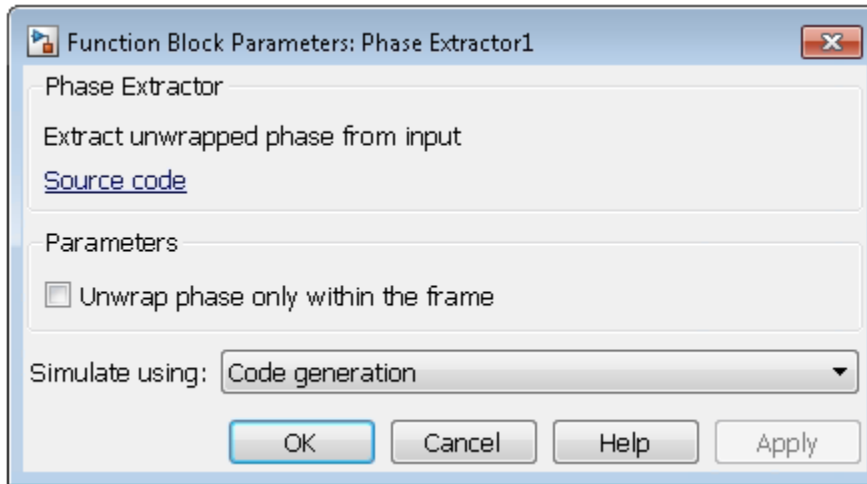 Function Block Parameters: Phase Extractor1
Phase Extractor
Extract unwrapped phase from input
Source code
Parameters
Unwrap phase only within the frame
Simulate using: Code generation
OK Cancel Help Apply